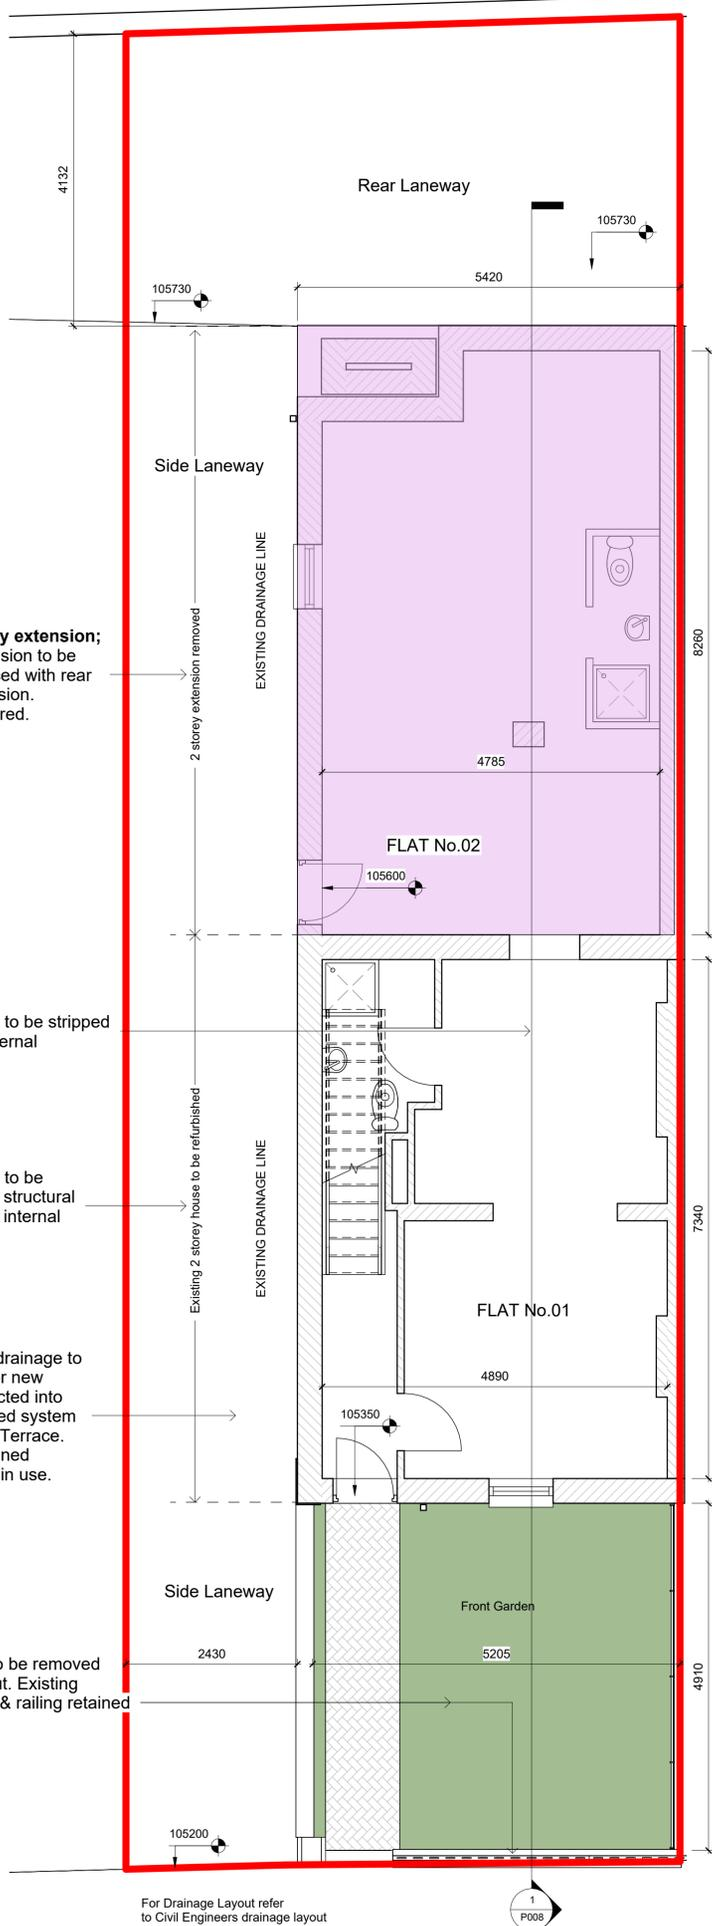 4132
Rear Laneway
105730
5420
105730
Side Laneway
EXISTING DRAINAGE LINE
y extension;
sion to be
ed with rear
sion.
red.
2 storey extension removed
8260
4785
FLAT No.02
105600
to be stripped
ernal
Existing 2 storey house to be refurbished
EXISTING DRAINAGE LINE
to be
structural
internal
7340
FLAT No.01
drainage to
r new
cted into
ed system
Terrace.
ned
in use.
4890
105350
Side Laneway
Front Garden
2430
5205
4910
o be removed
ut. Existing
& railing retained
105200
For Drainage Layout refer
to Civil Engineers drainage layout
1
P008